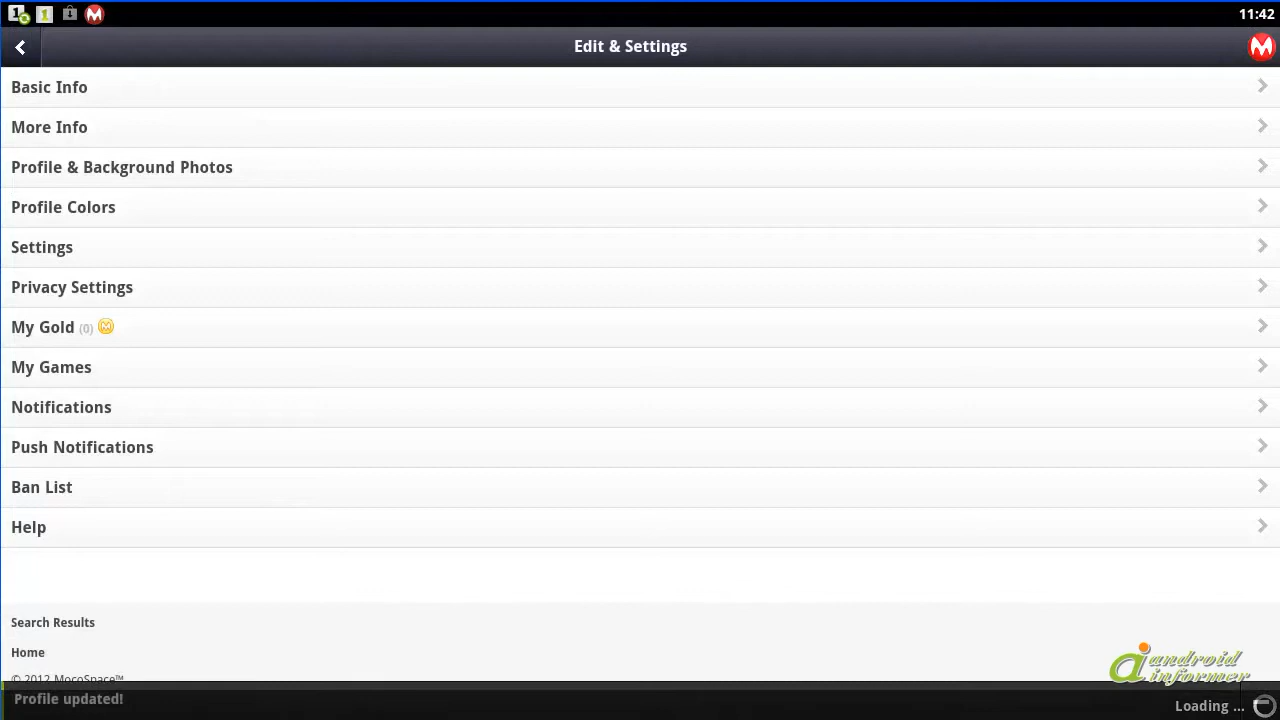 11:42
Edit & Settings
Basic Info
More Info
Profile & Background Photos
Profile Colors
Settings
Privacy Settings
My Gold (0)
My Games
Notifications
Push Notifications
Ban List
Help
Search Results
Home
© 2012 MocoSpace™
android
informer
Profile updated!
Loading ...